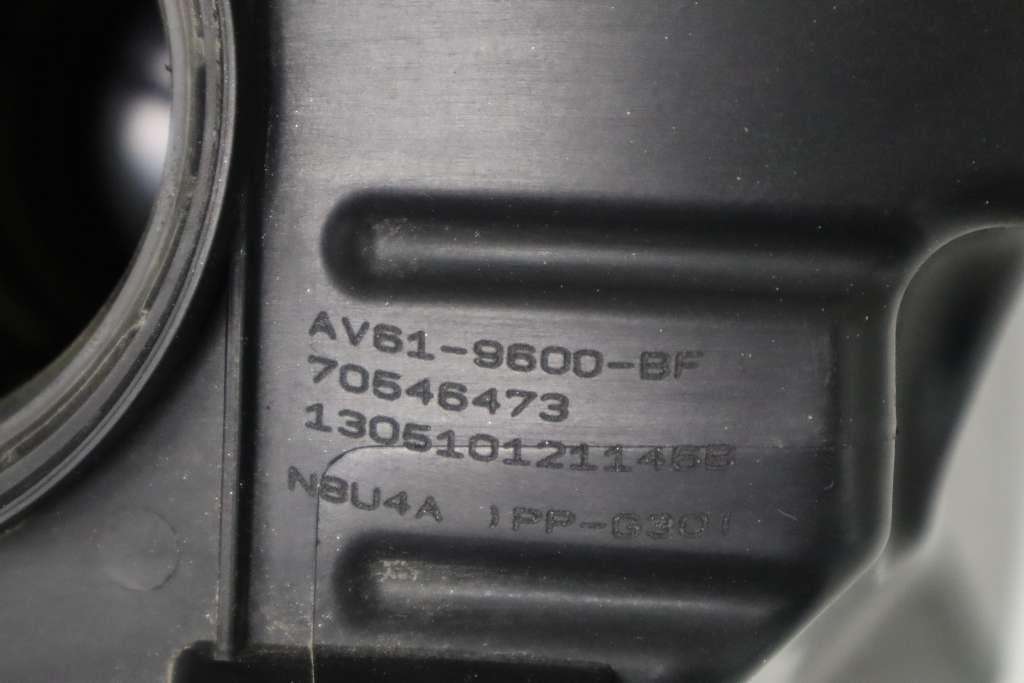 AV61-9600-BF
70546473
1305101211468
N8U4A )PP-G30(